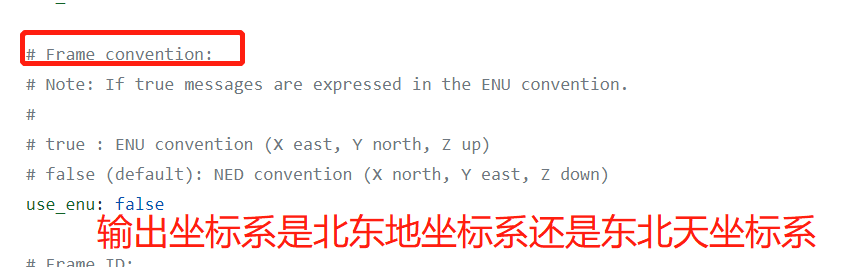 # Frame convention:
# Note: If true messages are expressed in the ENU convention.
#
# true : ENU convention (X east, Y north, Z up)
# false (default): NED convention (X north, Y east, Z down)
use_enu: false
输出坐标系是北东地坐标系还是东北天坐标系
# Frame ID: